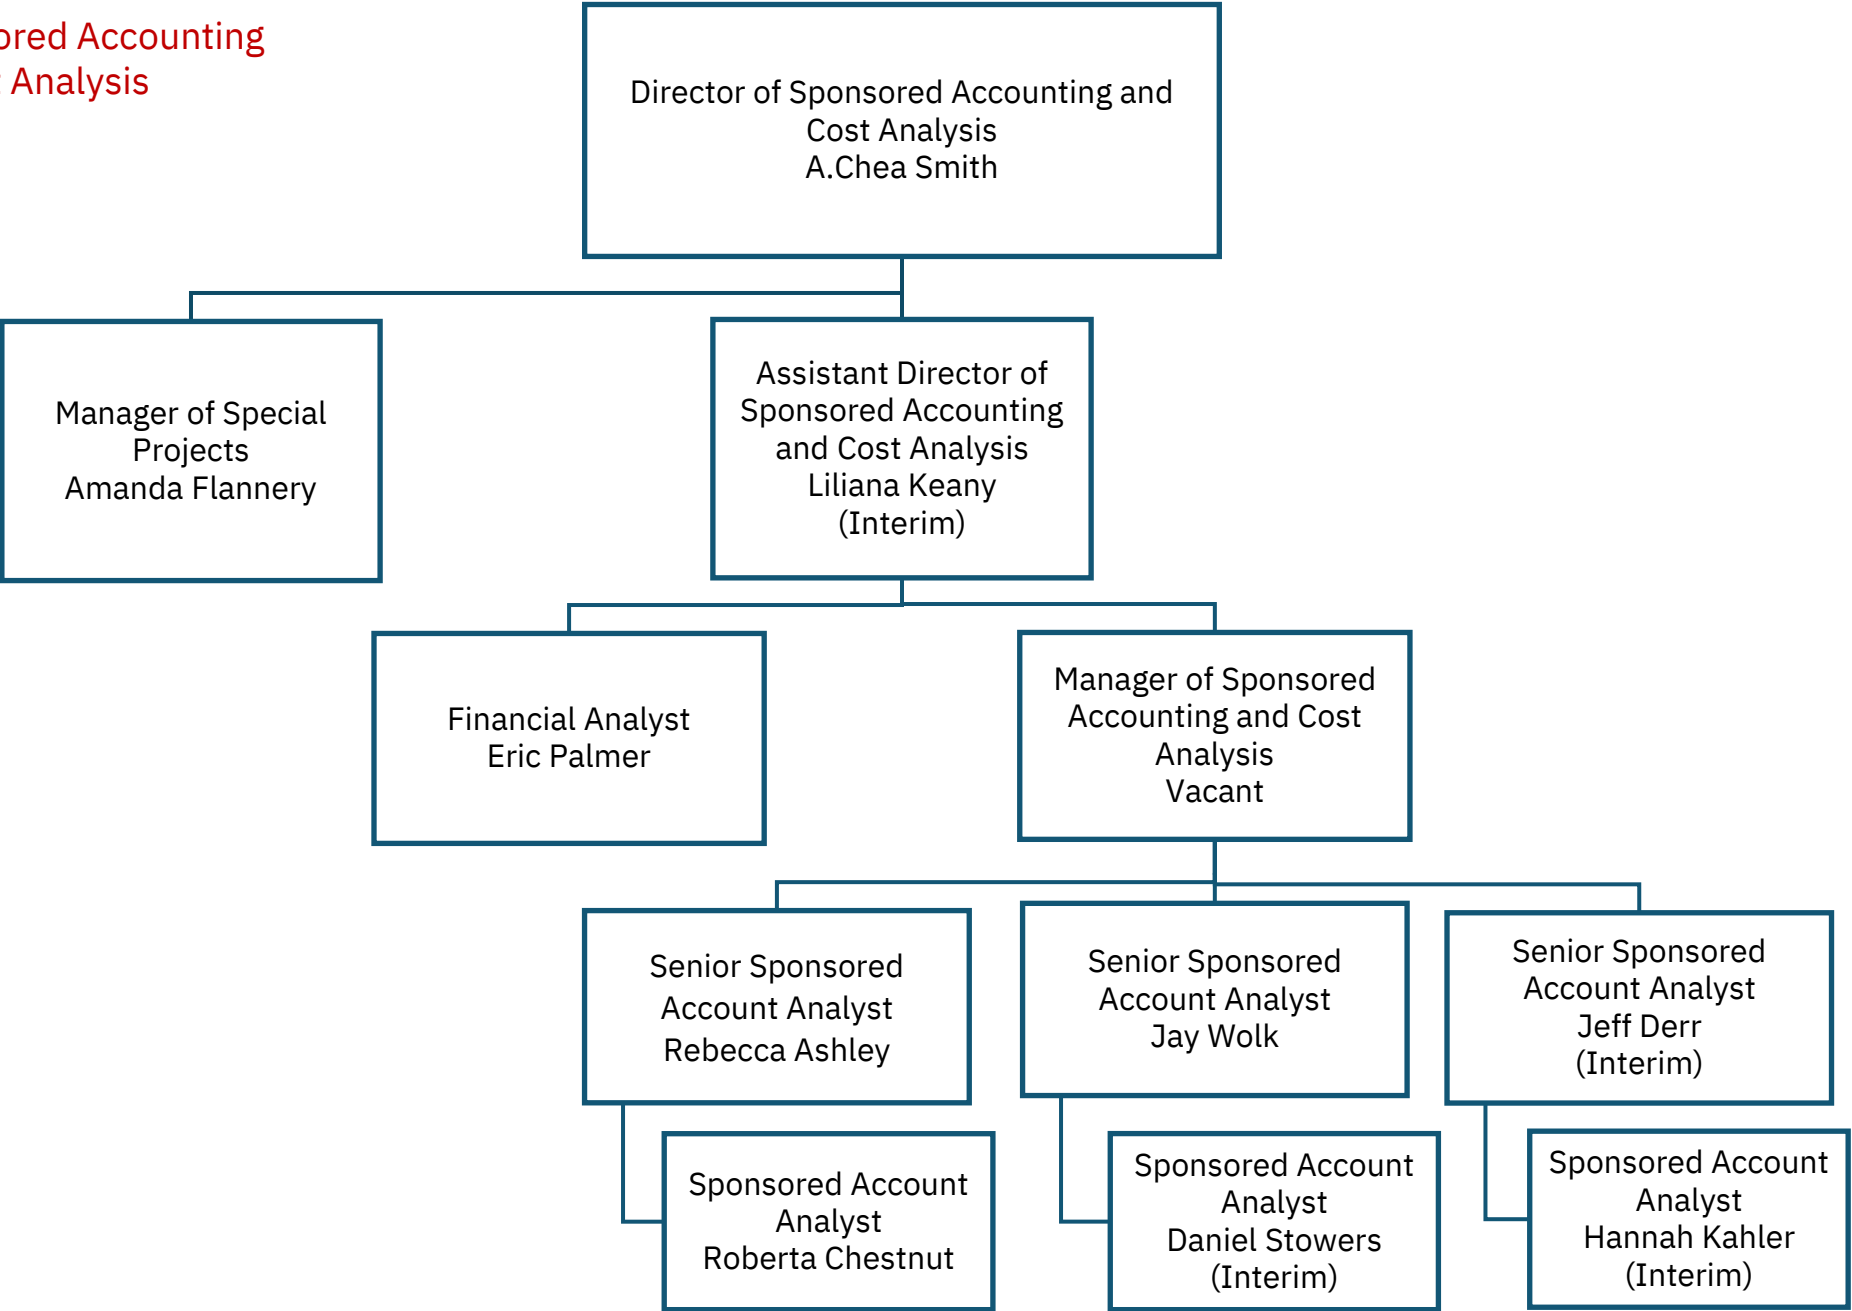 Accounting
Analysis
Director of Sponsored Accounting and
Cost Analysis
A.Chea Smith
Manager of Special
Projects
Amanda Flannery
Assistant Director of
Sponsored Accounting
and Cost Analysis
Liliana Keany
(Interim)
Financial Analyst
Eric Palmer
Manager of Sponsored
Accounting and Cost
Analysis
Vacant
Senior Sponsored
Account Analyst
Rebecca Ashley
Senior Sponsored
Account Analyst
Jay Wolk
Senior Sponsored
Account Analyst
Jeff Derr
(Interim)
Sponsored Account
Analyst
Roberta Chestnut
Sponsored Account
Analyst
Daniel Stowers
(Interim)
Sponsored Account
Analyst
Hannah Kahler
(Interim)